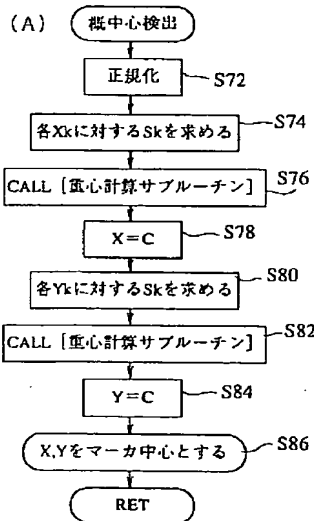 (A)
概中心検出
正規化
S72
各Xkに対するSkを求める
S74
CALL [重心計算サブルーチン]
S76
X=C
S78
各Ykに対するSkを求める
S80
CALL [重心計算サブルーチン]
S82
Y=C
S84
X,Yをマーカ中心とする
S86
RET